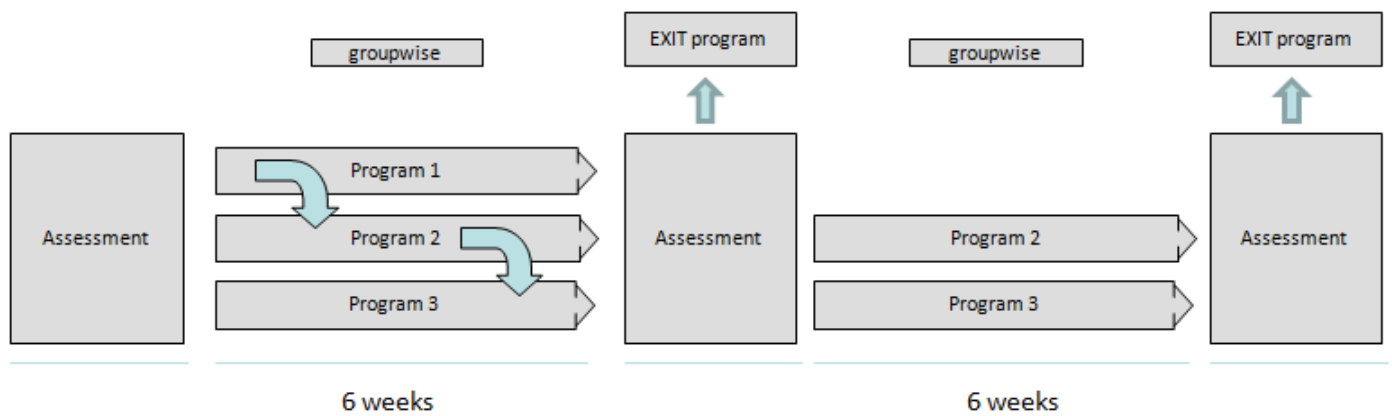 EXIT program
EXIT program
groupwise
groupwise
Program 1
Assessment
Program 2
Assessment
Program 2
Assessment
Program 3
Program 3
6 weeks
6 weeks